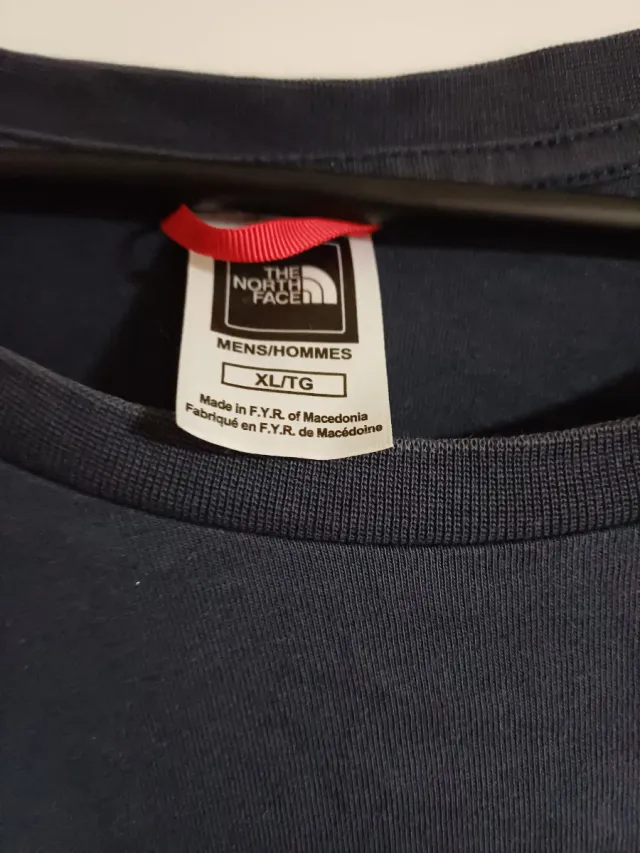 THE
NORTH
FACE
MENS/HOMMES
XL/TG
Made in F.Y.R. of Macedonia
Fabriqué en F.Y.R. de Macédoine